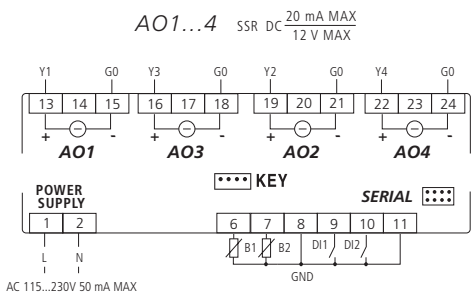 AO1...4 SSR DC 20 mA MAX
12 V MAX
Y1 G0 Y3 G0 Y2 G0 Y4 G0
13 14 15 16 17 18 19 20 21 22 23 24
+ - + - + - + -
AO1 AO3 AO2 AO4
KEY
POWER
SUPPLY
SERIAL
1 2 6 7 8 9 10 11
B1 B2 DI1 DI2
L N
GND
AC 115...230V 50 mA MAX